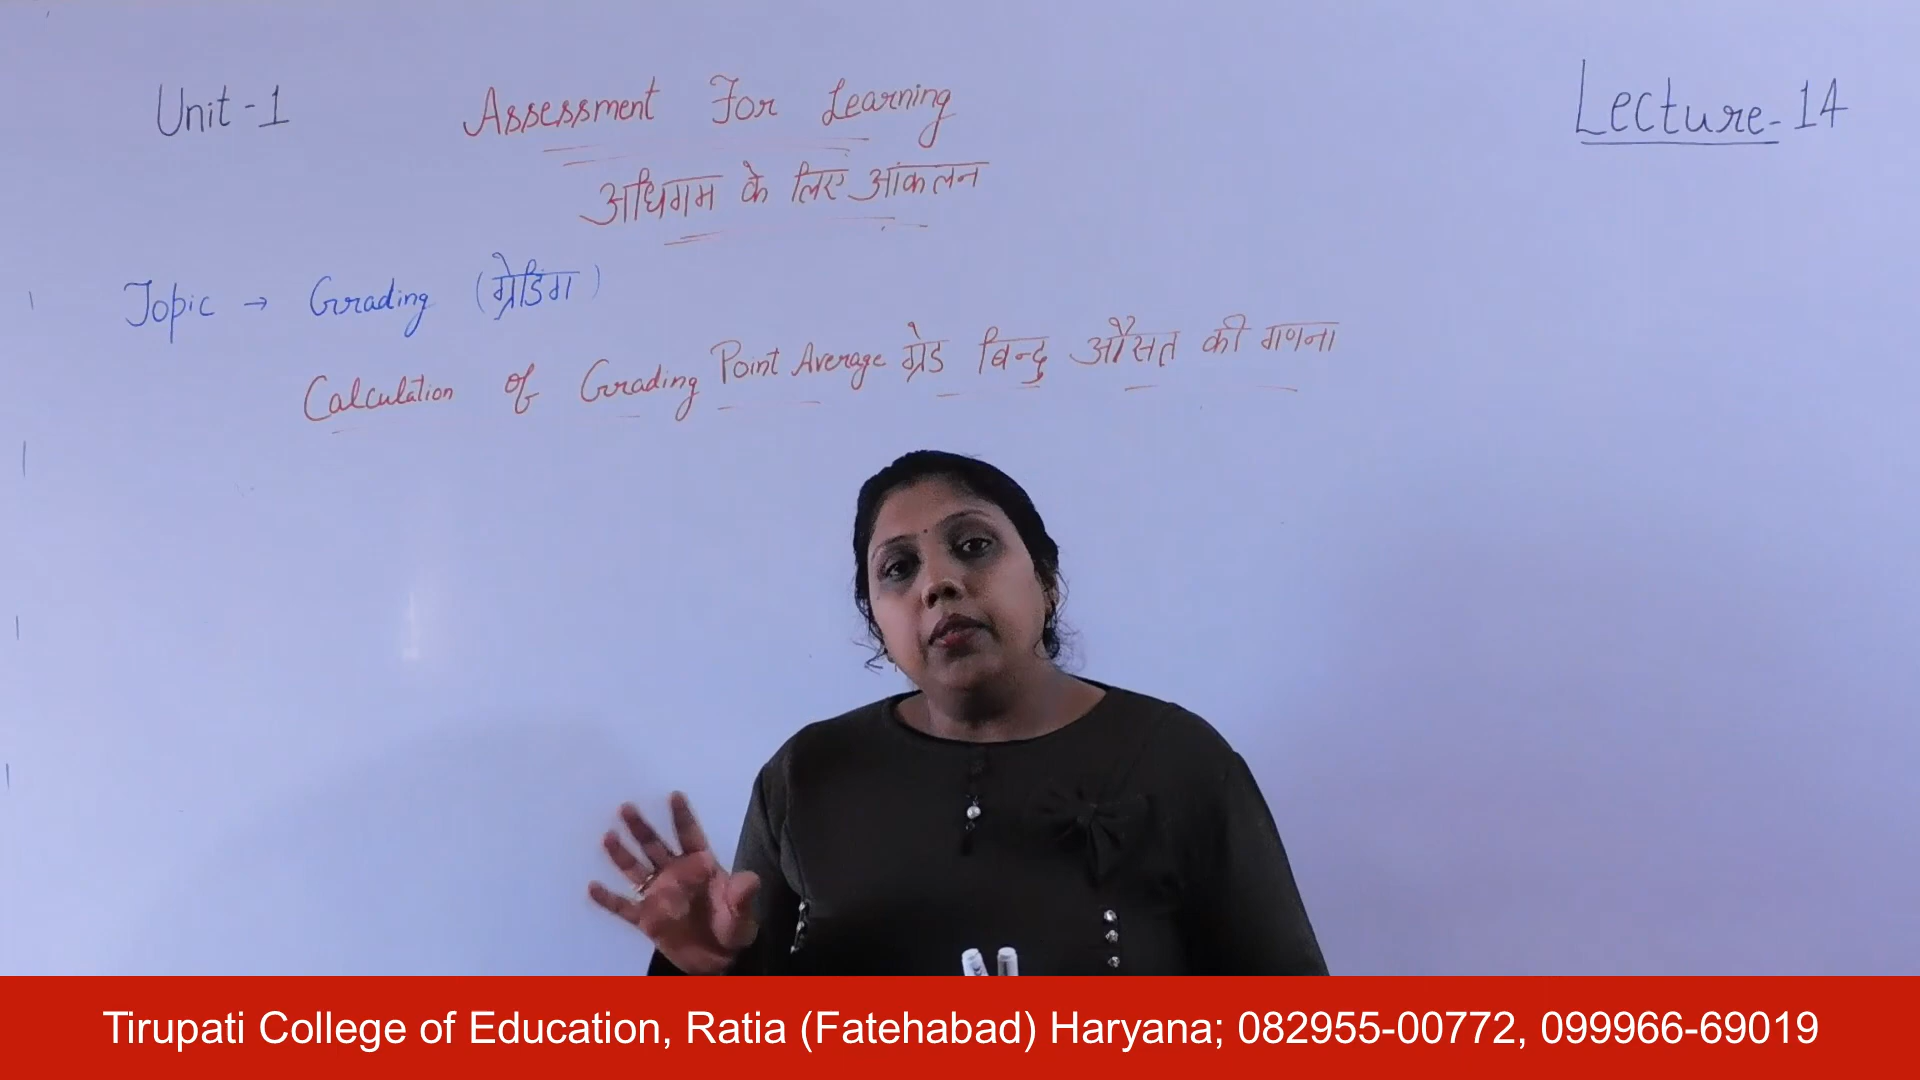 Unit -1 Assessment For Learning Lecture-14
अधिगम के लिए आंकलन
Topic → Grading (ग्रेडिंग)
Calculation of Grading Point Average ग्रेड बिन्दु औसत की गणना
Tirupati College of Education, Ratia (Fatehabad) Haryana; 082955-00772, 099966-69019